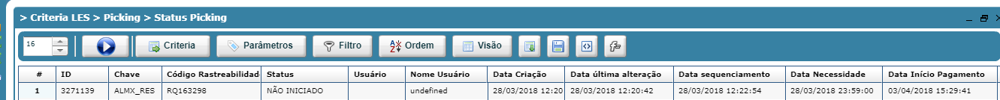 > Criteria LES > Picking > Status Picking
16 Criteria Parâmetros Filtro Ordem Visão
# ID Chave Código Rastreabilidad Status Usuário Nome Usuário Data Criação Data última alteração Data sequenciamento Data Necessidade Data Início Pagamento
1 3271139 ALMX_RES RQ163298 NÃO INICIADO undefined 28/03/2018 12:20 28/03/2018 12:20:42 28/03/2018 12:22:54 28/03/2018 23:59:00 03/04/2018 15:29:41